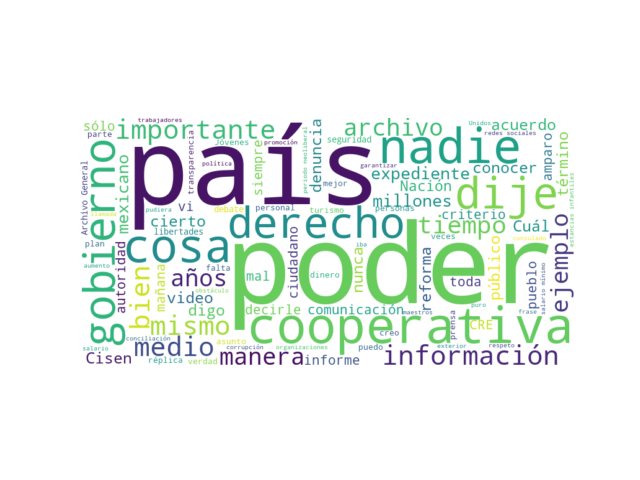 trabajadores
sólo
importante
archivo
Unidos
acuerdo
redes sociales
parte
país
Jóvenes
promoción
seguridad
nadie
política
transparencia
periodo neoliberal
siempre
denuncia
garantizar
expediente
conocer
amparo
término
estancias infantiles
Archivo General
gobierno
mexicano
mejor
Nación
millones
dije
llamado
pudiera
vi
debate
personal
turismo
personas
criterio
cierto
derecho
tiempo
Cuál
plan
libertades
ciudadano
veces
cosa
poder
consulado
autoridad
falta
iba
aumento
bien
mañana
años
mal
dinero
nunca
reforma
toda
público
pueblo
salario mínimo
ejemplo
obstáculo
video
digo
decirle
comunicación
maestros
puro
mismo
cooperativa
prensa
CRE
frase
conciliación
asunto
creo
salario
medio
corrupción
organizaciones
puedo
exterior
respeto
Cisen
réplica
verdad
manera
informe
información